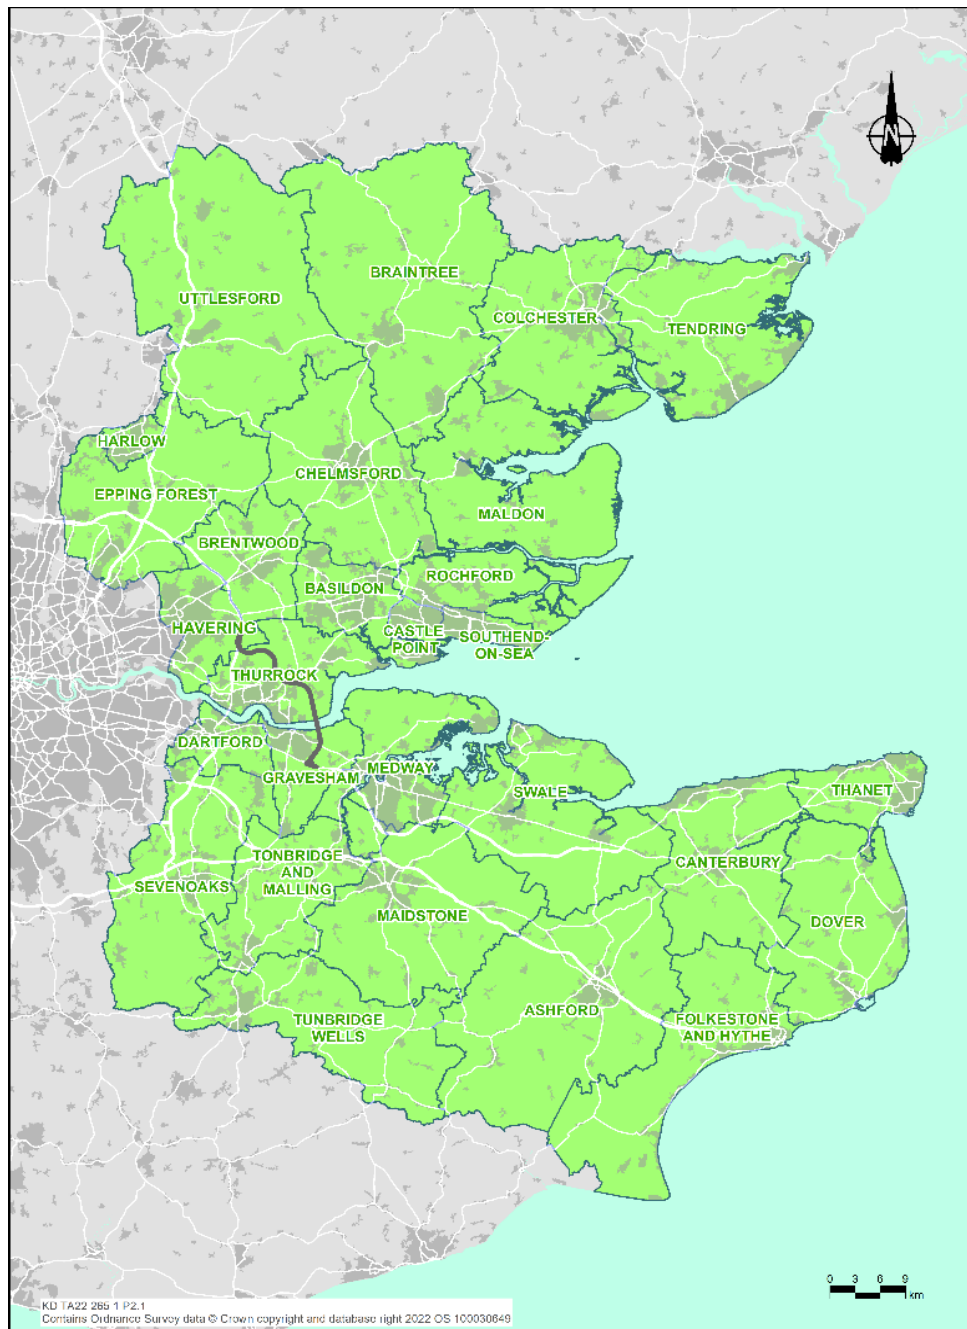 N
BRAINTREE
UTTLESFORD
COLCHESTER
TENDRING
HARLOW
CHELMSFORD
EPPING FOREST
MALDON
BRENTWOOD
ROCHFORD
BASILDON
HAVERING
CASTLE
POINT
SOUTHEND-
ON-SEA
THURROCK
DARTFORD
GRAVESHAM
MEDWAY
SWALE
THANET
TONBRIDGE
AND
MALLING
CANTERBURY
SEVENOAKS
MAIDSTONE
DOVER
ASHFORD
FOLKESTONE
AND HYTHE
TUNBRIDGE
WELLS
0 3 6 9
km
KD TA22 265 1 P2.1
Contains Ordnance Survey data © Crown copyright and database right 2022 OS 100030649